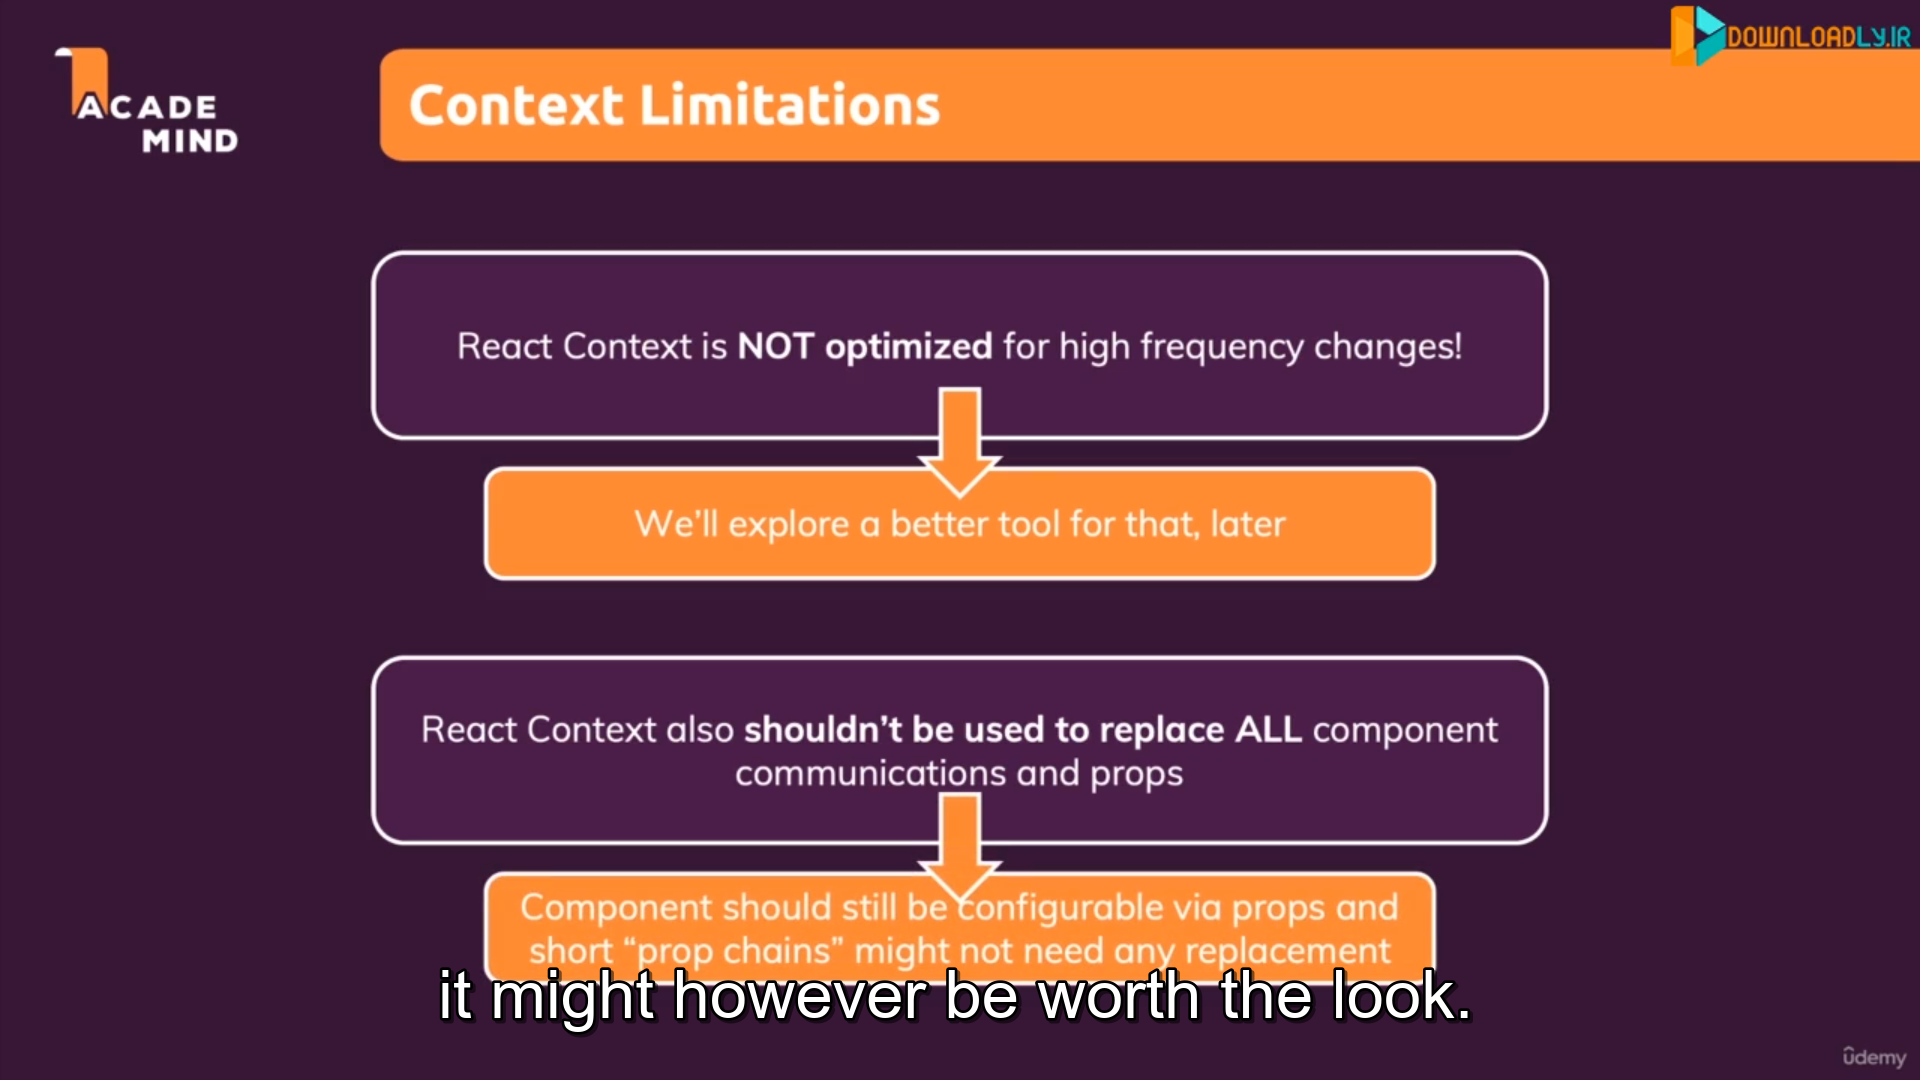 DOWNLOADLY.IR
ACADE
MIND
Context Limitations
React Context is NOT optimized for high frequency changes!
We’ll explore a better tool for that, later
React Context also shouldn’t be used to replace ALL component
communications and props
Component should still be configurable via props and
short “prop chains” might not need any replacement
it might however be worth the look.
ûdemy